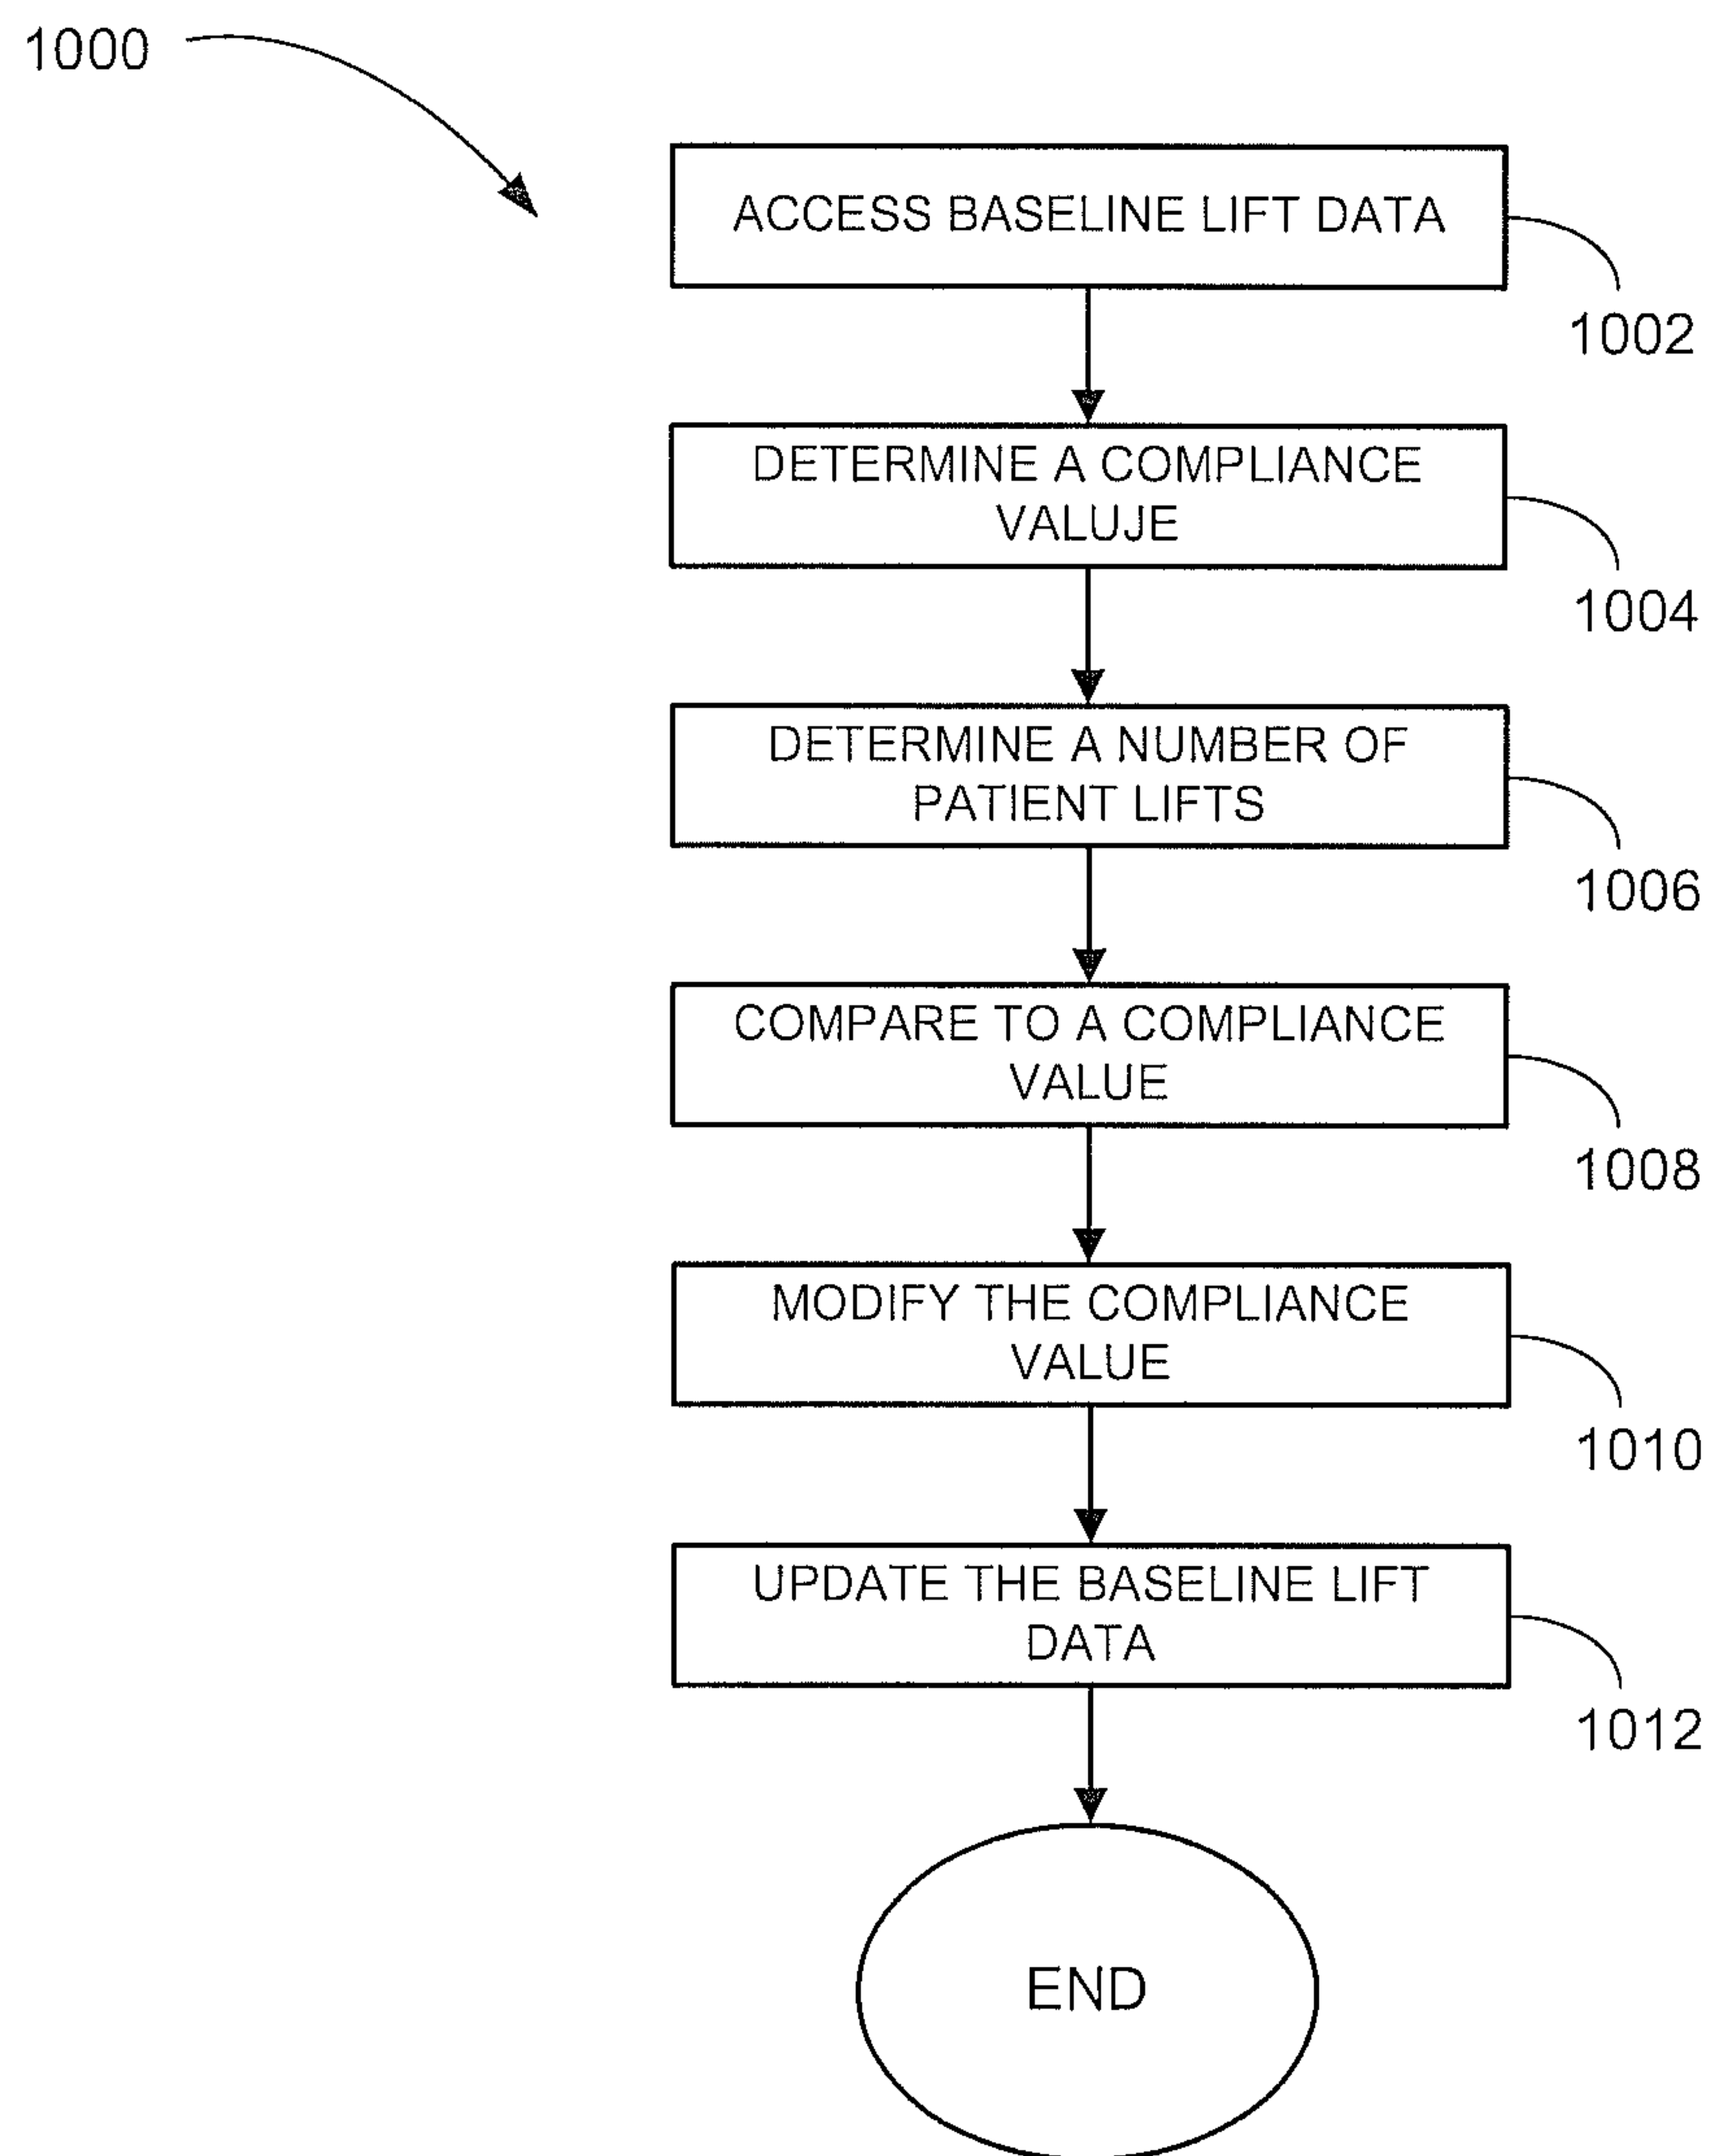 1000
ACCESS BASELINE LIFT DATA
1002
DETERMINE A COMPLIANCE
VALUJE
1004
DETERMINE A NUMBER OF
PATIENT LIFTS
1006
COMPARE TO A COMPLIANCE
VALUE
1008
MODIFY THE COMPLIANCE
VALUE
1010
UPDATE THE BASELINE LIFT
DATA
1012
END